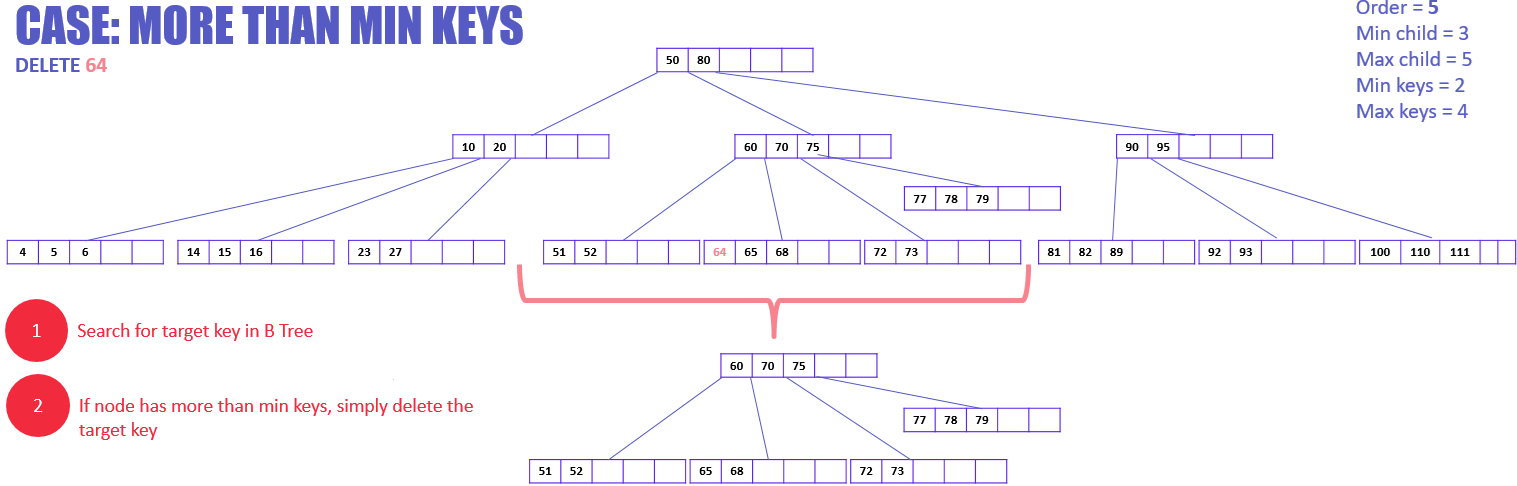 CASE: MORE THAN MIN KEYS
DELETE 64
Order = 5
Min child = 3
Max child = 5
Min keys = 2
Max keys = 4
50 80
10 20
60 70 75
90 95
77 78 79
4 5 6
14 15 16
23 27
51 52
64 65 68
72 73
81 82 89
92 93
100 110 111
1 Search for target key in B Tree
2 If node has more than min keys, simply delete the
target key
60 70 75
77 78 79
51 52
65 68
72 73